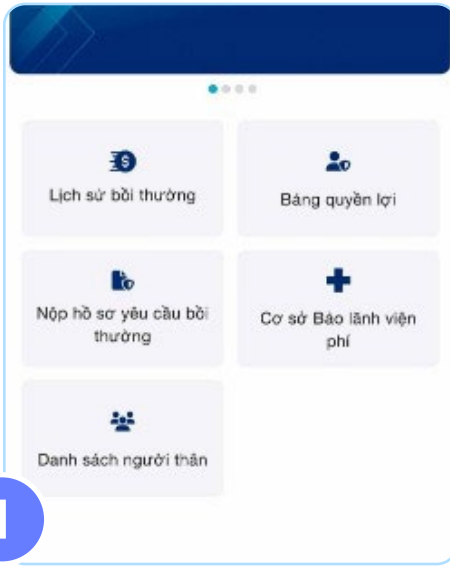 Lịch sử bồi thường
Bảng quyền lợi
Nộp hồ sơ yêu cầu bồi
thường
Cơ sở Bảo lãnh viện
phí
Danh sách người thân